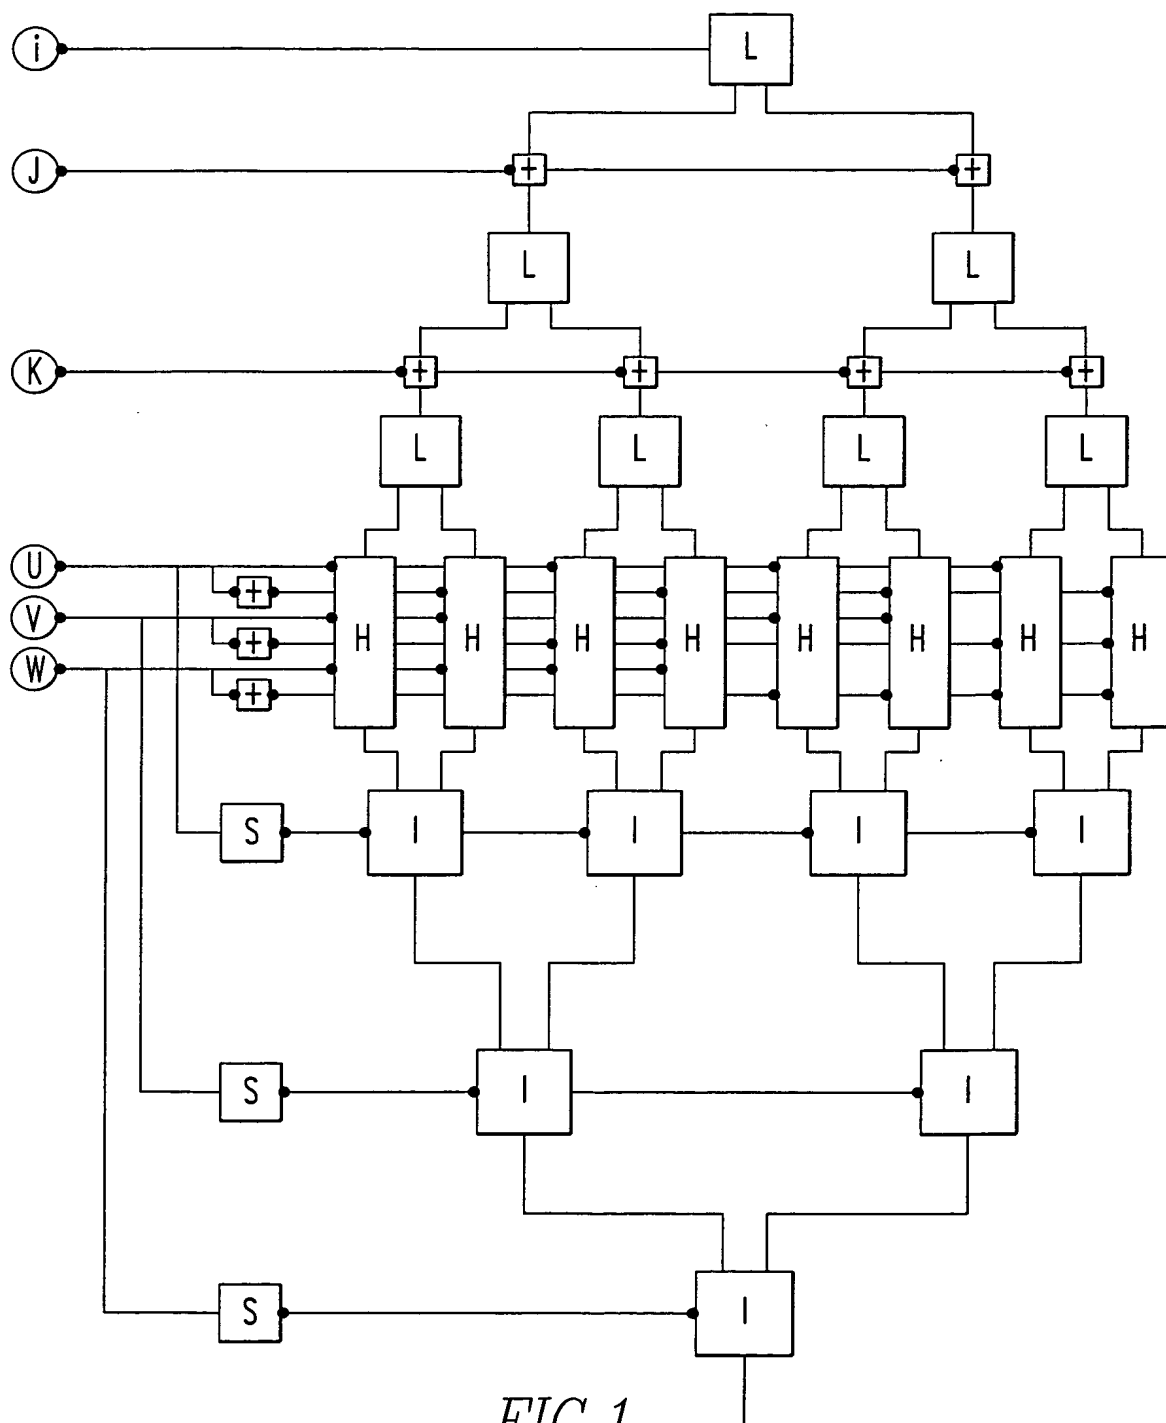 i L
J + +
L L
K + + + +
L L L L
U +
V + H H H H H H H H
W +
S I I I I
S I I
S I
FIG. 1